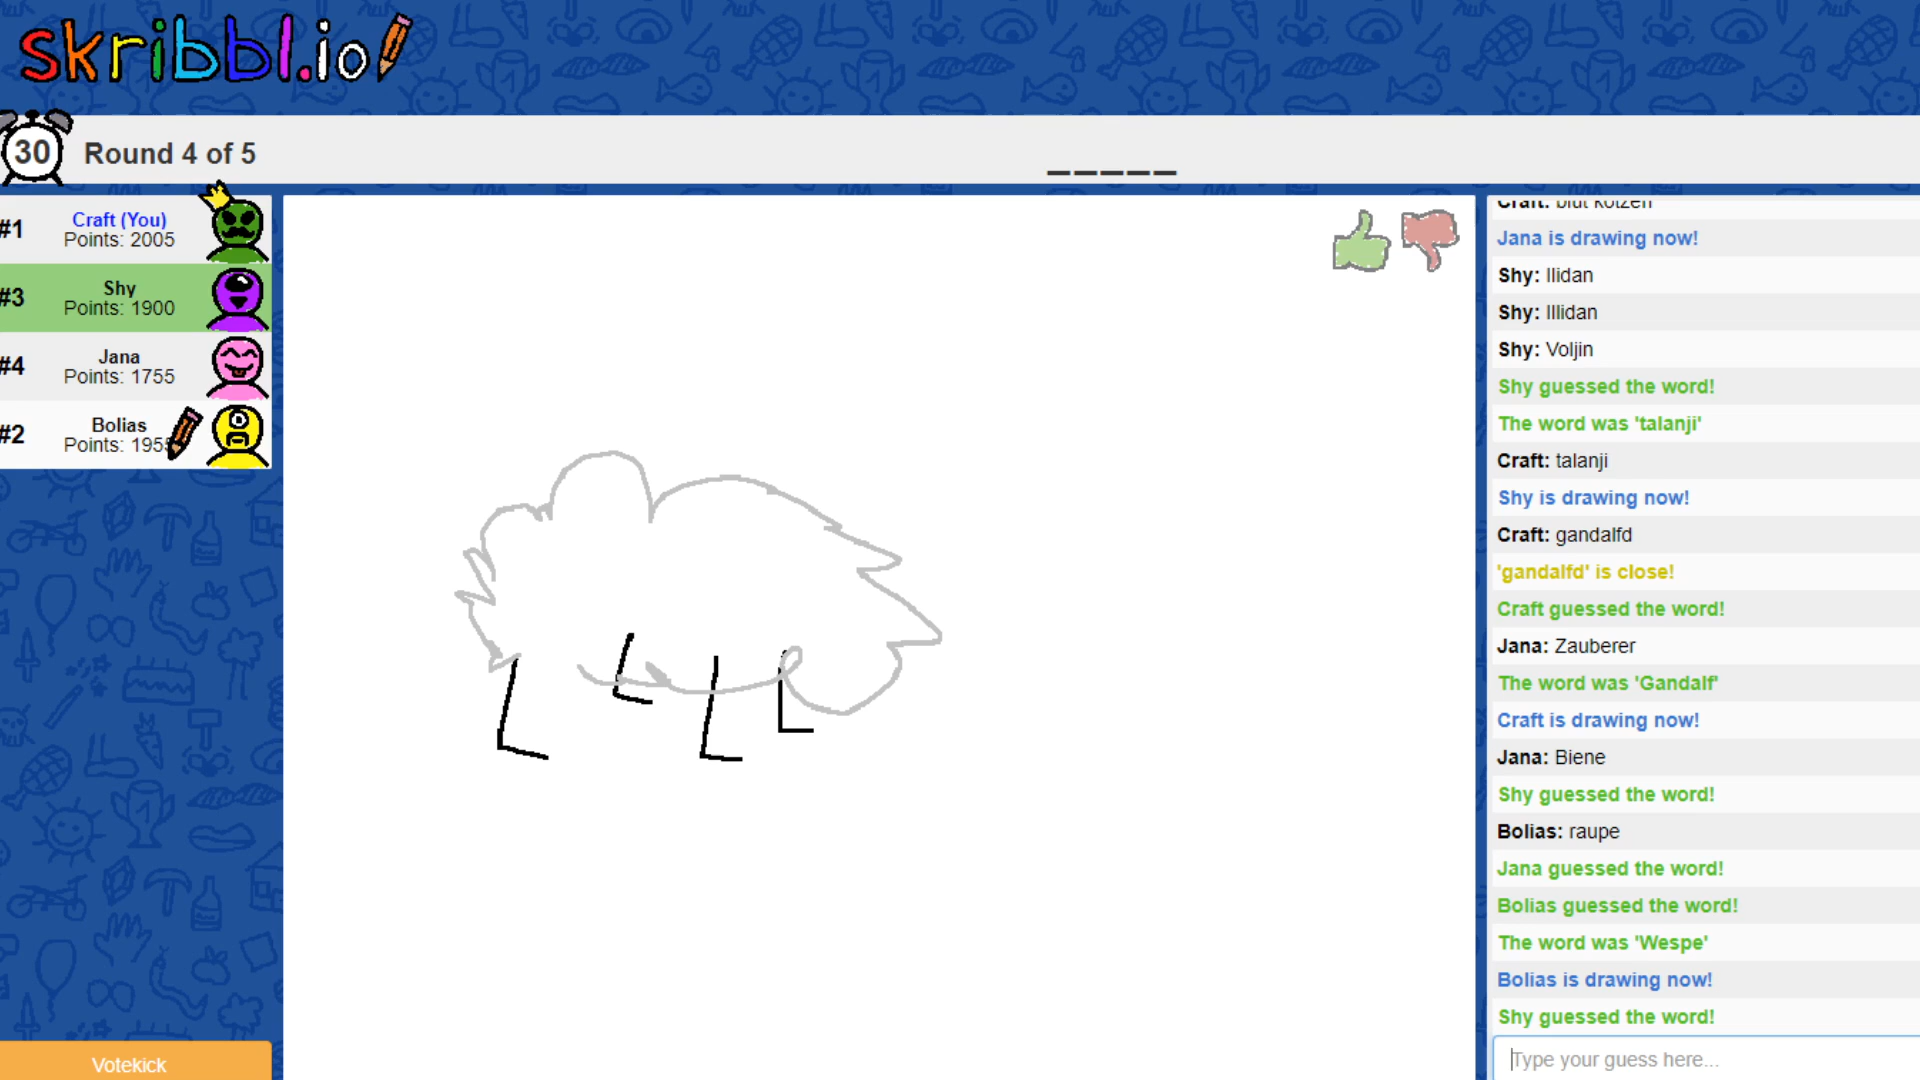 skribbl.io
30
Round 4 of 5
_ _ _ _ _
#1
Craft (You)
Points: 2005
#3
Shy
Points: 1900
#4
Jana
Points: 1755
#2
Bolias
Points: 1955
Votekick
Craft: blut kotzen
Jana is drawing now!
Shy: Ilidan
Shy: Illidan
Shy: Voljin
Shy guessed the word!
The word was 'talanji'
Craft: talanji
Shy is drawing now!
Craft: gandalfd
'gandalfd' is close!
Craft guessed the word!
Jana: Zauberer
The word was 'Gandalf'
Craft is drawing now!
Jana: Biene
Shy guessed the word!
Bolias: raupe
Jana guessed the word!
Bolias guessed the word!
The word was 'Wespe'
Bolias is drawing now!
Shy guessed the word!
Type your guess here...